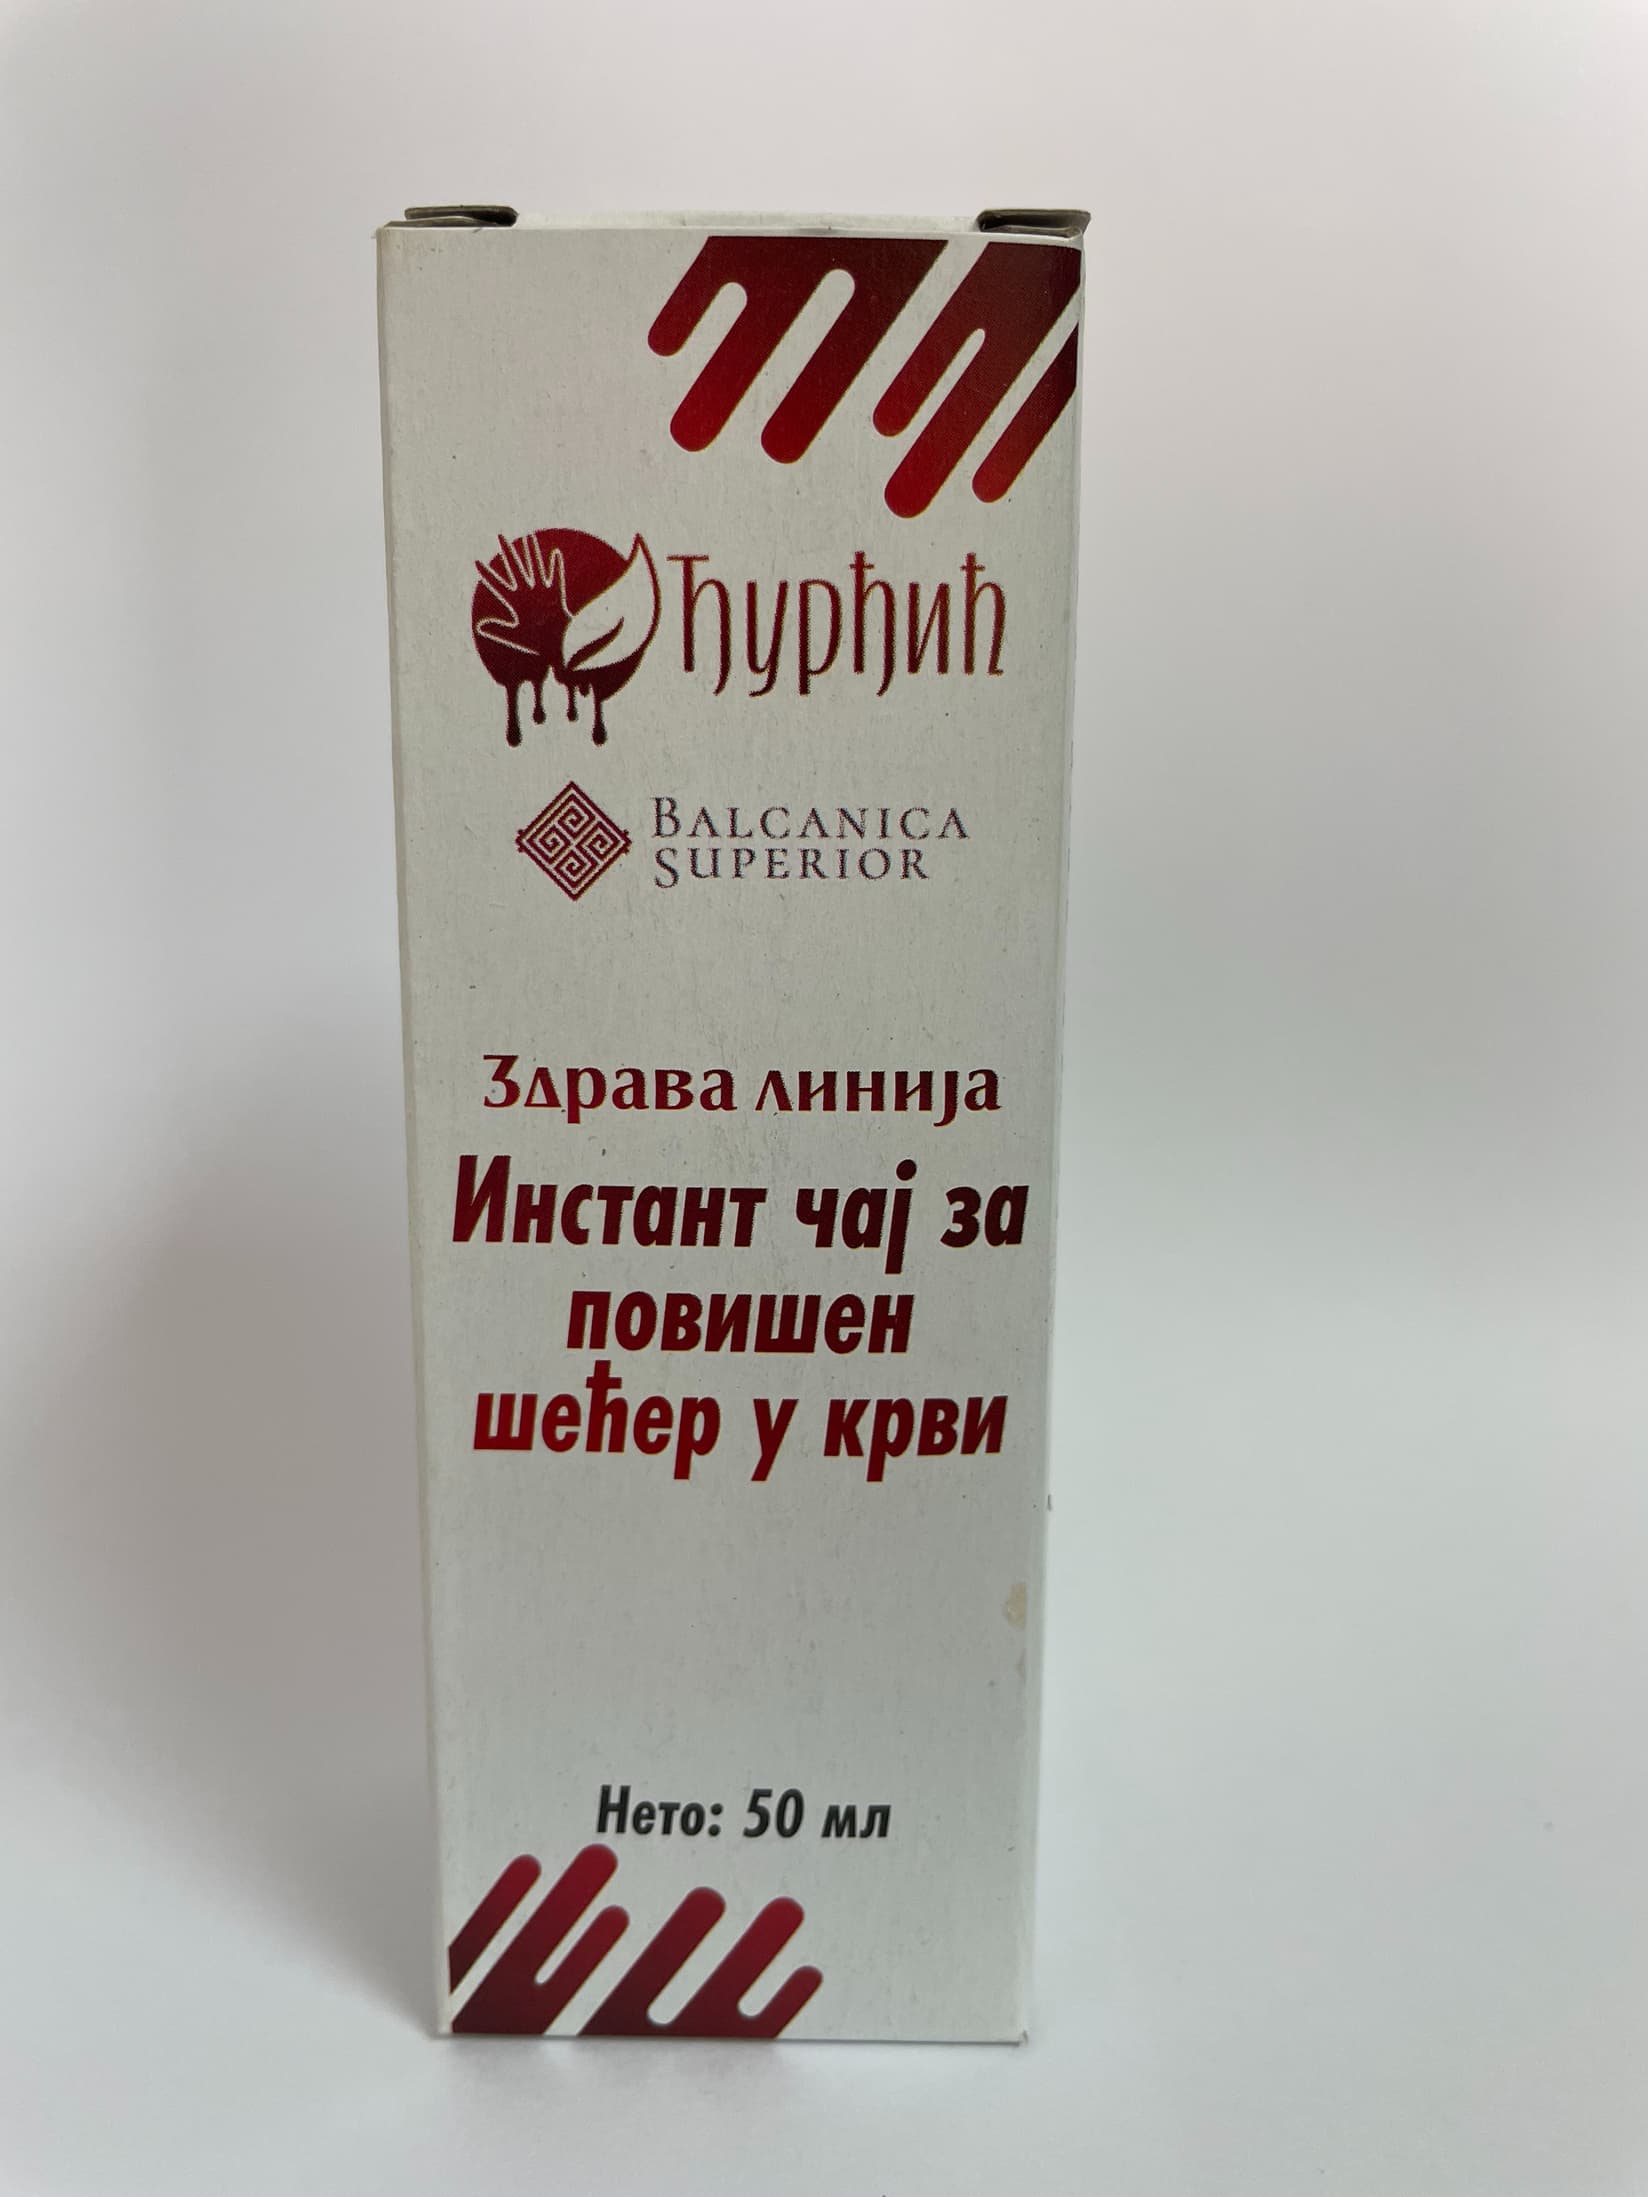 Ђурђић
BALCANICA
SUPERIOR
Здрава линија
Инстант чај за
повишен
шећер у крви
Нето: 50 мл